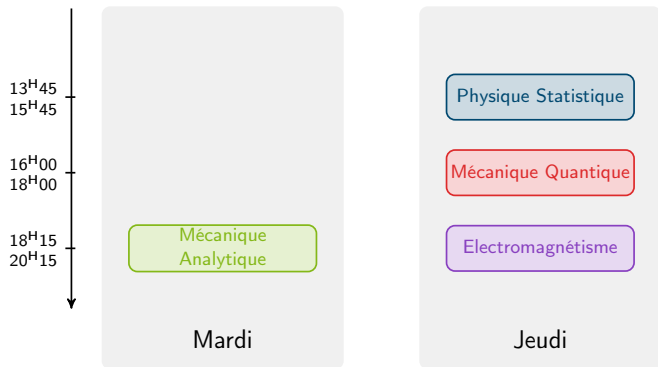 13H45
15H45
16H00
18H00
18H15
20H15
Mécanique
Analytique
Mardi
Physique Statistique
Mécanique Quantique
Electromagnétisme
Jeudi